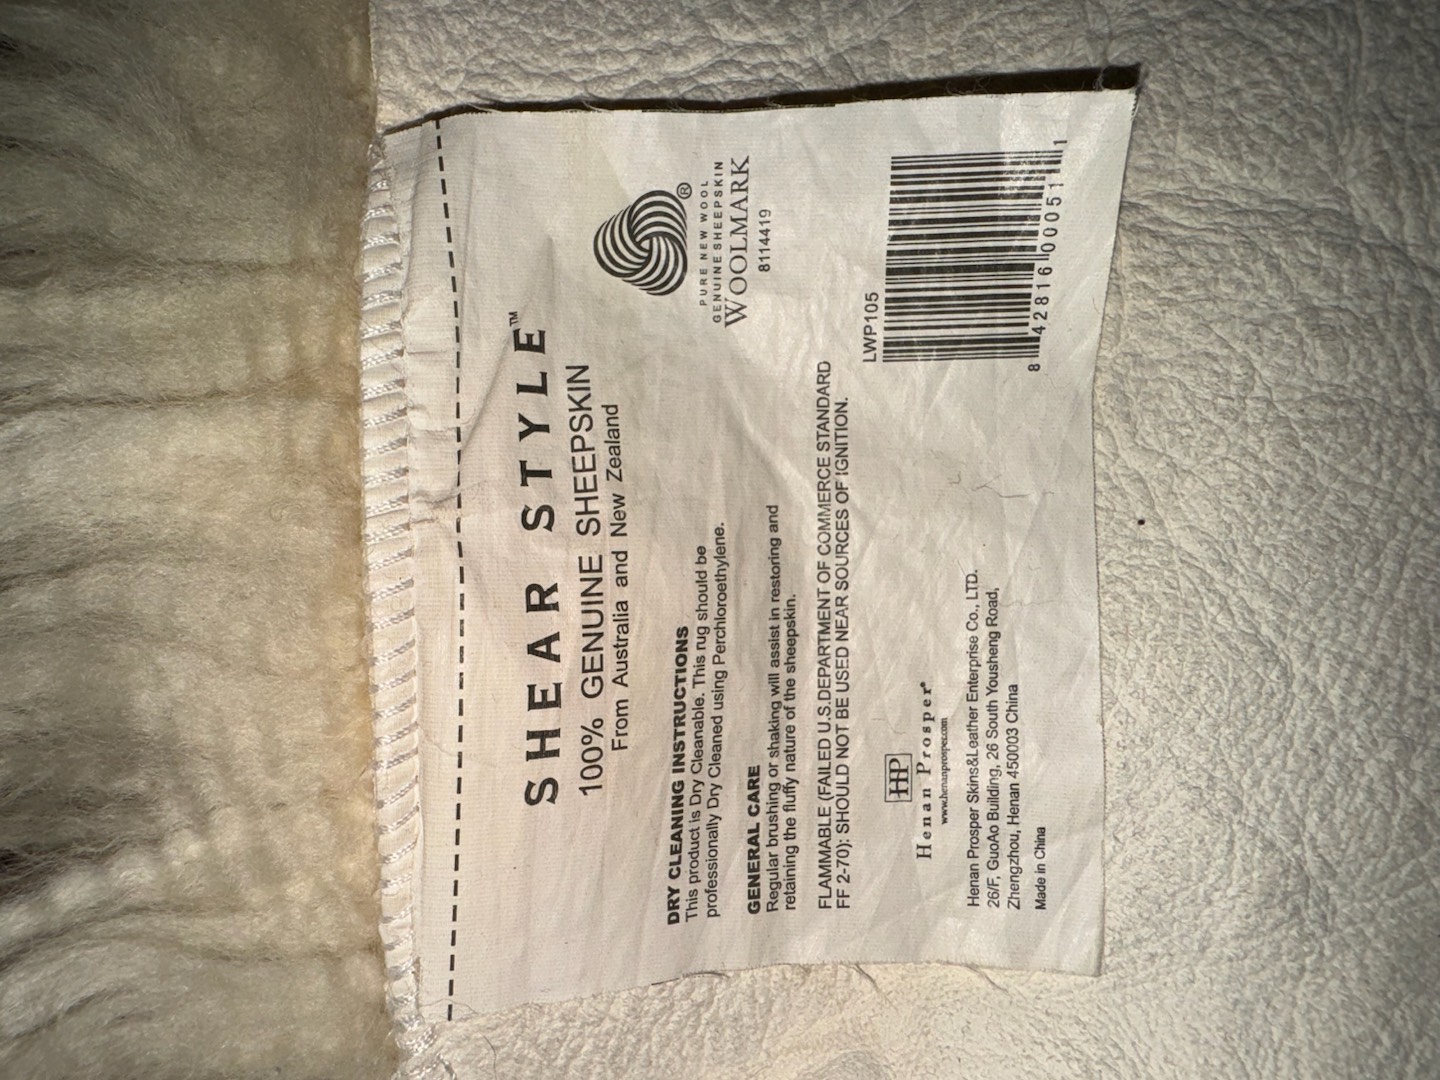 SHEAR STYLE™
100% GENUINE SHEEPSKIN
From Australia and New Zealand
PURE NEW WOOL
GENUINE SHEEPSKIN
WOOLMARK
8114419
DRY CLEANING INSTRUCTIONS
This product is Dry Cleanable. This rug should be
professionally Dry Cleaned using Perchloroethylene.
GENERAL CARE
Regular brushing or shaking will assist in restoring and
retaining the fluffy nature of the sheepskin.
FLAMMABLE (FAILED U.S.DEPARTMENT OF COMMERCE STANDARD
FF 2-70): SHOULD NOT BE USED NEAR SOURCES OF IGNITION.
LWP105
8 42816 00051 1
HP
Henan Prosper®
www.henanprosper.com
Henan Prosper Skins&Leather Enterprise Co., LTD.
26/F, GuoAo Building, 26 South Yousheng Road,
Zhengzhou, Henan 450003 China
Made in China